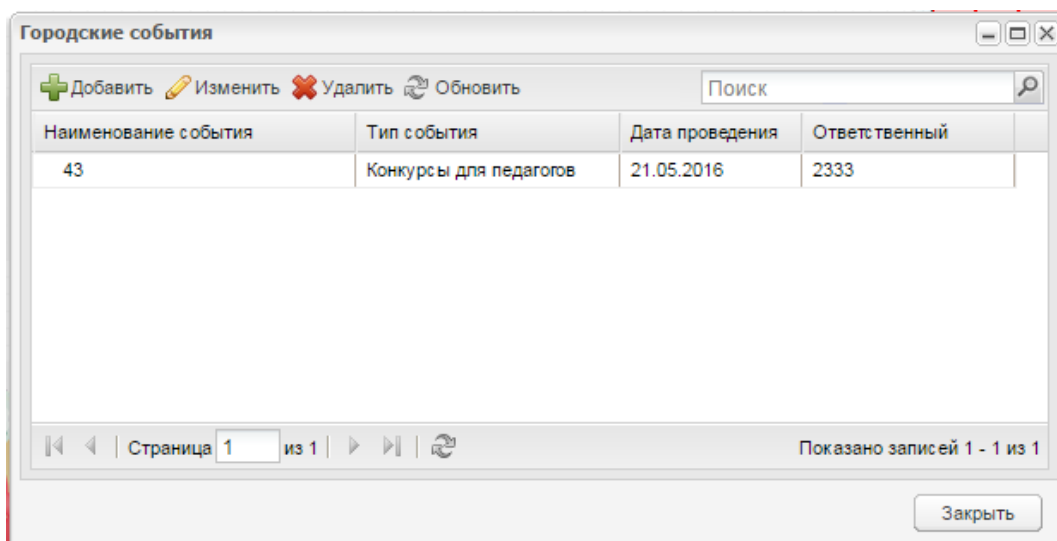 Городские события
Добавить Изменить Удалить Обновить Поиск
Наименование события Тип события Дата проведения Ответственный
43 Конкурсы для педагогов 21.05.2016 2333
Страница 1 из 1 Показано записей 1 - 1 из 1
Закрыть